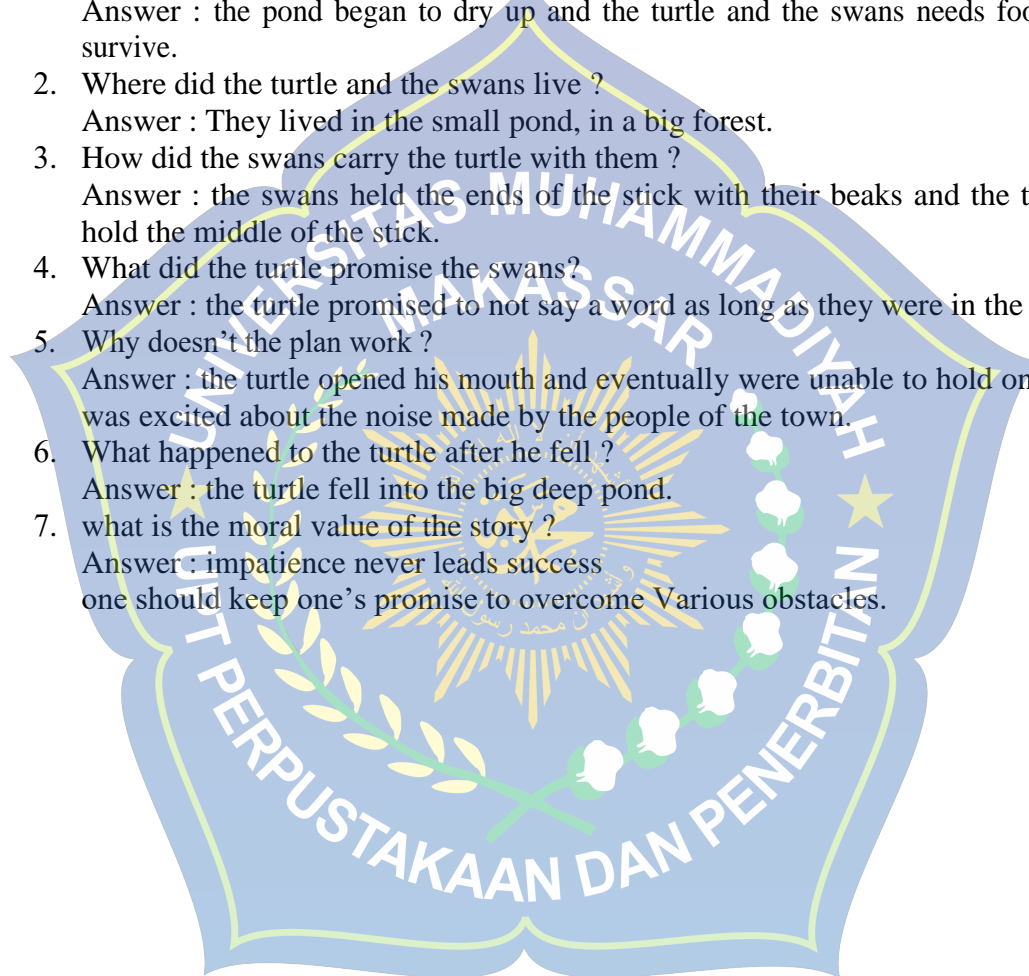 Answer : the pond began to dry up and the turtle and the swans needs foo
survive.
2. Where did the turtle and the swans live ?
Answer : They lived in the small pond, in a big forest.
3. How did the swans carry the turtle with them ?
Answer : the swans held the ends of the stick with their beaks and the t
hold the middle of the stick.
4. What did the turtle promise the swans?
Answer : the turtle promised to not say a word as long as they were in the
5. Why doesn’t the plan work ?
Answer : the turtle opened his mouth and eventually were unable to hold on
was excited about the noise made by the people of the town.
6. What happened to the turtle after he fell ?
Answer : the turtle fell into the big deep pond.
7. what is the moral value of the story ?
Answer : impatience never leads success
one should keep one’s promise to overcome Various obstacles.
UNIVERSITAS MUHAMMADIYAH
MAKASSAR
UPT PERPUSTAKAAN DAN PENERBITAN